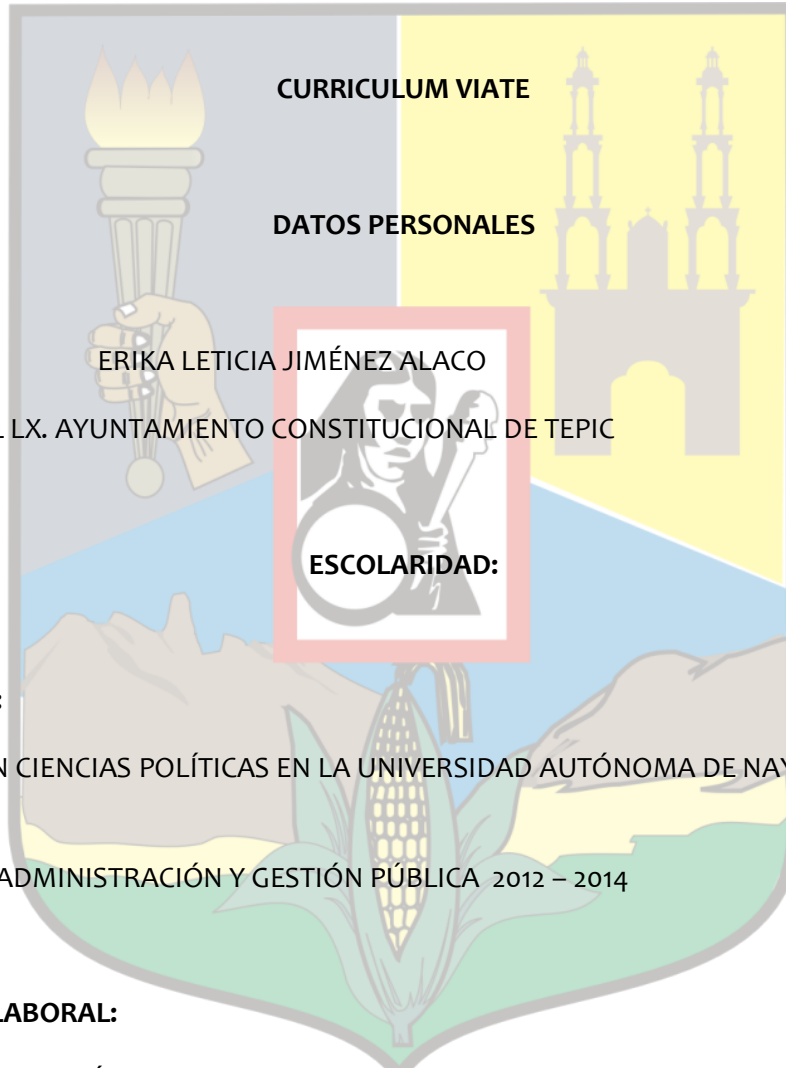 CURRICULUM VIATE
DATOS PERSONALES
ERIKA LETICIA JIMÉNEZ ALACO
LX. AYUNTAMIENTO CONSTITUCIONAL DE TEPIC
ESCOLARIDAD:
:
N CIENCIAS POLÍTICAS EN LA UNIVERSIDAD AUTÓNOMA DE NAY
ADMINISTRACIÓN Y GESTIÓN PÚBLICA 2012 – 2014
LABORAL: